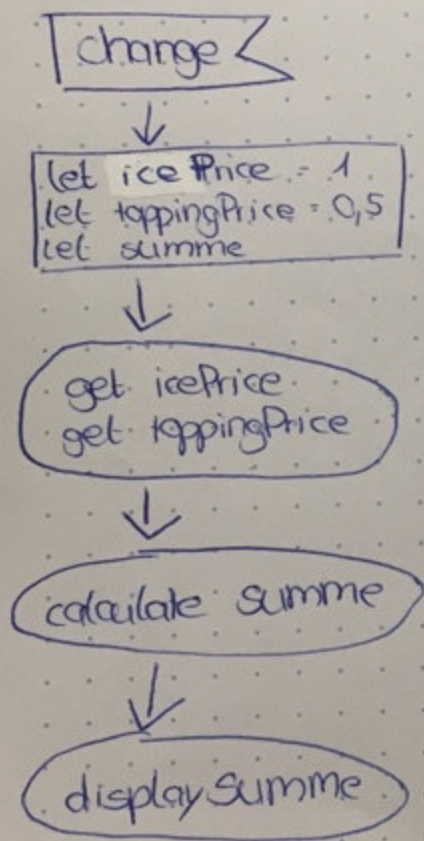 change
let icePrice = 1
let toppingPrice = 0,5
let summe
get icePrice
get toppingPrice
calculate summe
display summe